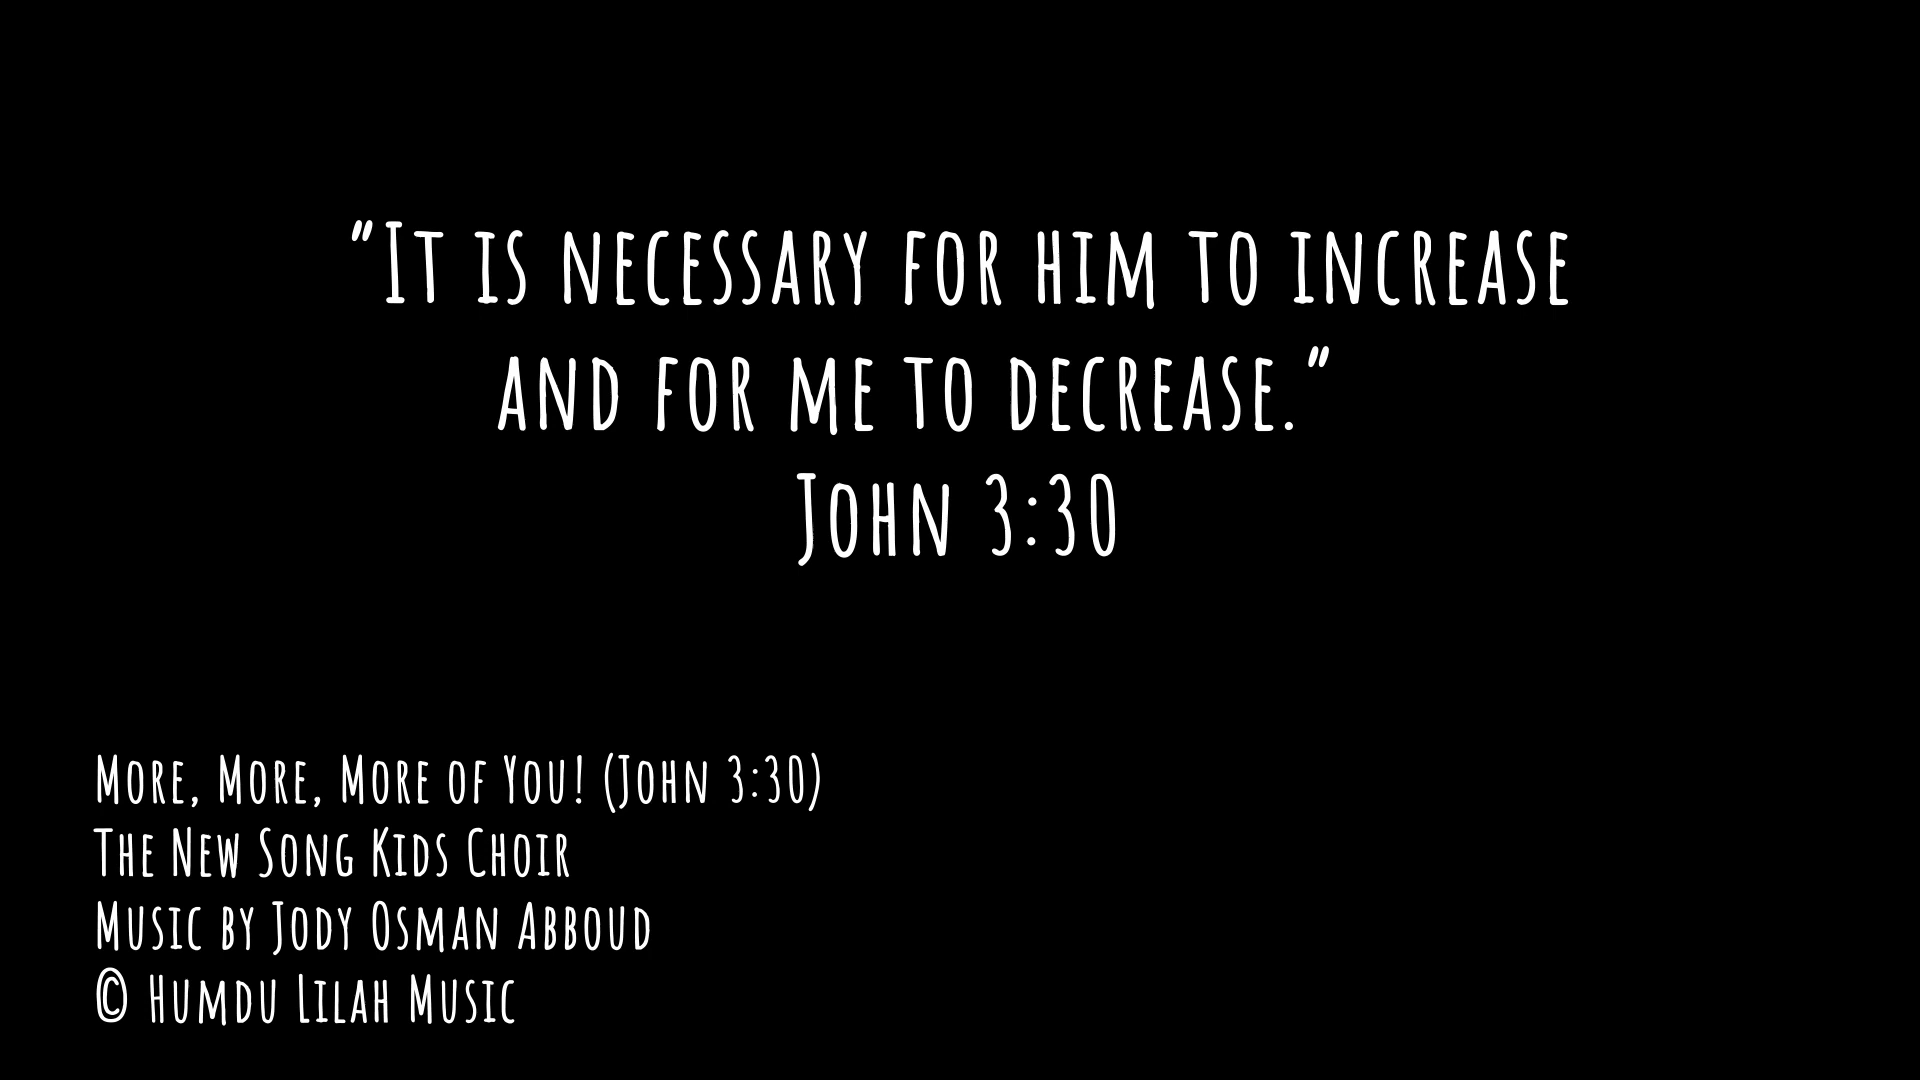 "It is necessary for him to increase
and for me to decrease."
John 3:30
More, More, More of You! (John 3:30)
The New Song Kids Choir
Music by Jody Osman Abboud
© Humdu Lilah Music